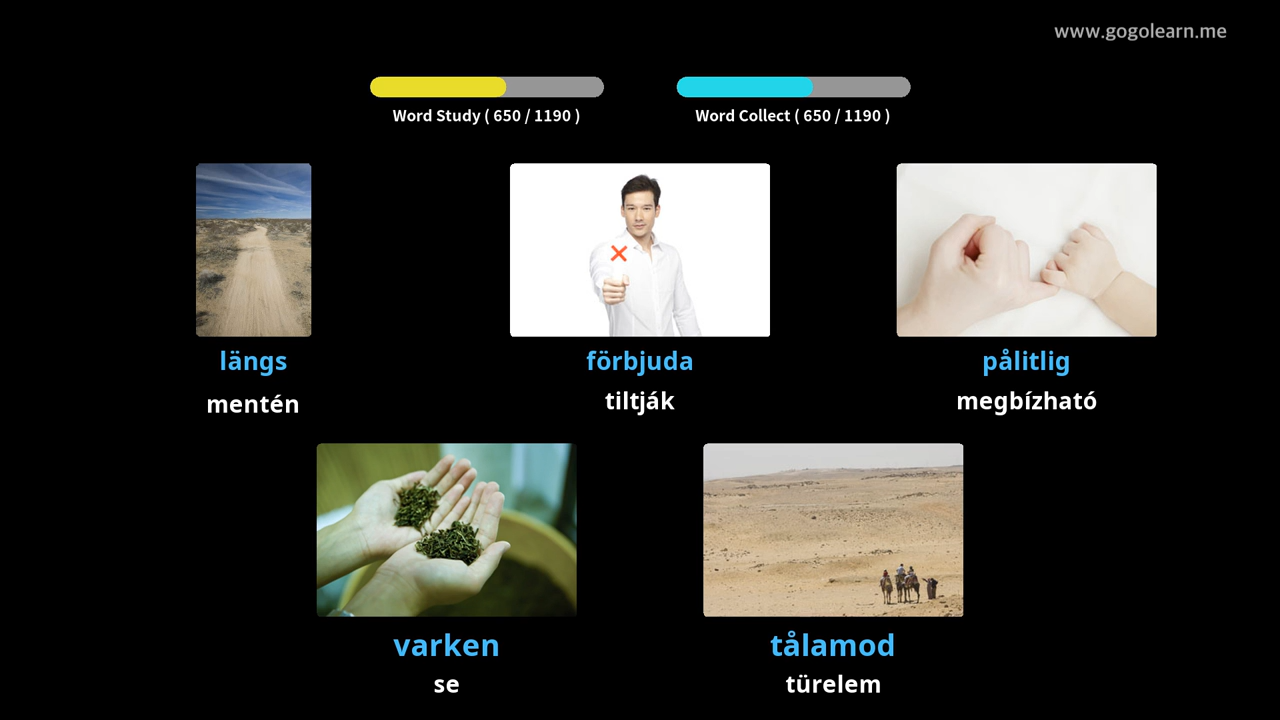 www.gogolearn.me
Word Study ( 650 / 1190 )
Word Collect ( 650 / 1190 )
längs
mentén
förbjuda
tiltják
pålitlig
megbízható
varken
se
tålamod
türelem